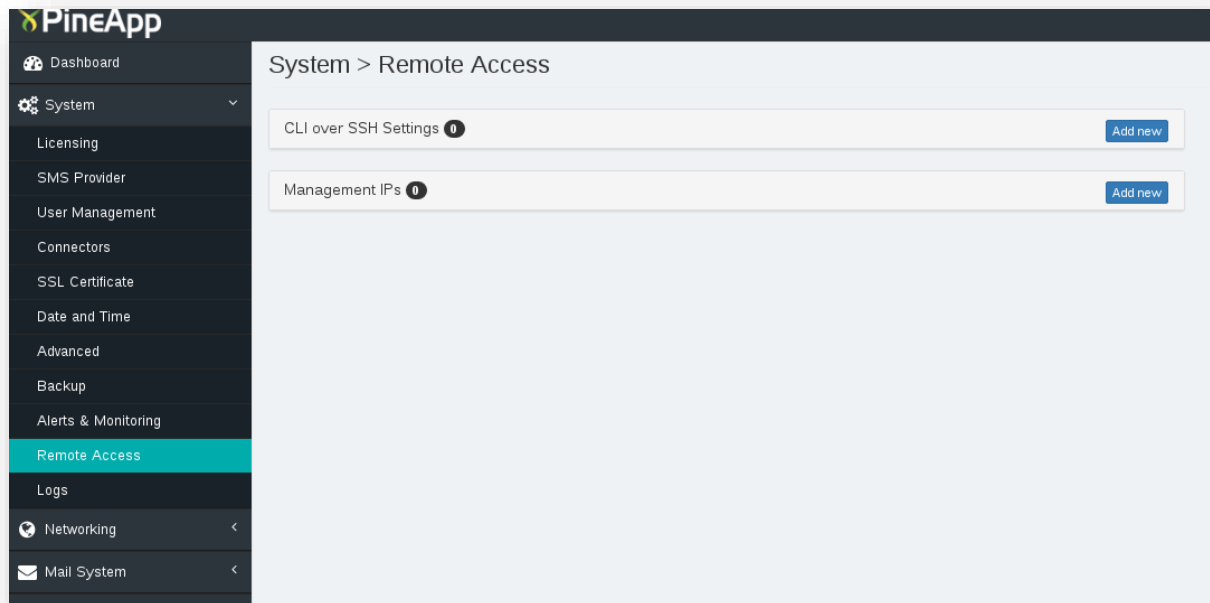 PineApp
Dashboard
System
Licensing
SMS Provider
User Management
Connectors
SSL Certificate
Date and Time
Advanced
Backup
Alerts & Monitoring
Remote Access
Logs
Networking
Mail System
System > Remote Access
CLI over SSH Settings 0
Add new
Management IPs 0
Add new